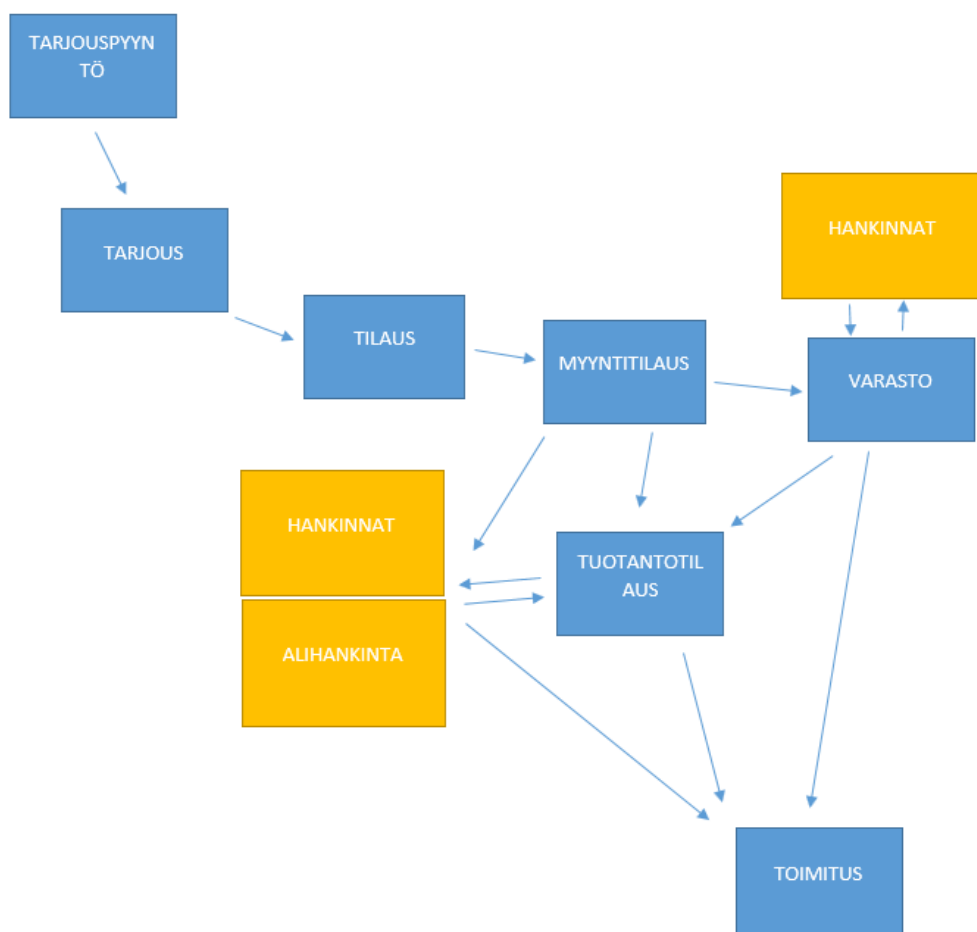 TARJOUSPYYN
TÖ
TARJOUS
HANKINNAT
TILAUS
MYYNTITILAUS
VARASTO
HANKINNAT
TUOTANTOTIL
AUS
ALIHANKINTA
TOIMITUS